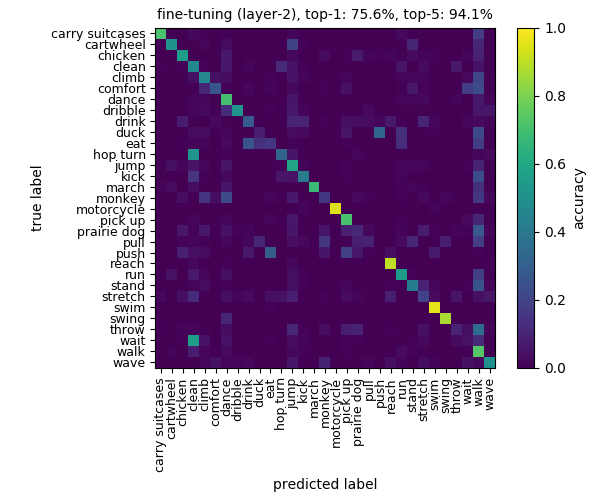 fine-tuning (layer-2), top-1: 75.6%, top-5: 94.1%
carry suitcases
cartwheel
chicken
clean
climb
comfort
dance
dribble
drink
duck
eat
hop turn
jump
kick
march
monkey
motorcycle
pick up
prairie dog
pull
push
reach
run
stand
stretch
swim
swing
throw
wait
walk
wave
true label
carry suitcases
cartwheel
chicken
clean
climb
comfort
dance
dribble
drink
duck
eat
hop turn
jump
kick
march
monkey
motorcycle
pick up
prairie dog
pull
push
reach
run
stand
stretch
swim
swing
throw
wait
walk
wave
predicted label
1.0
0.8
0.6
0.4
0.2
0.0
accuracy